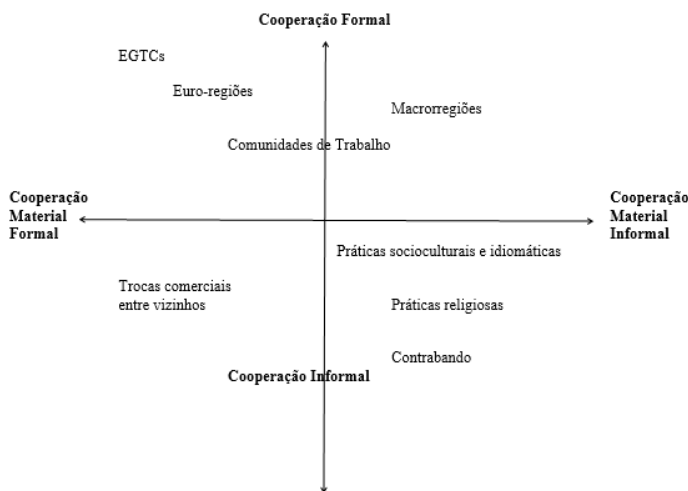 Cooperação Formal
EGTCs
Euro-regiões
Macrorregiões
Comunidades de Trabalho
Cooperação
Material
Formal
Cooperação
Material
Informal
Práticas socioculturais e idiomáticas
Trocas comerciais
entre vizinhos
Práticas religiosas
Contrabando
Cooperação Informal